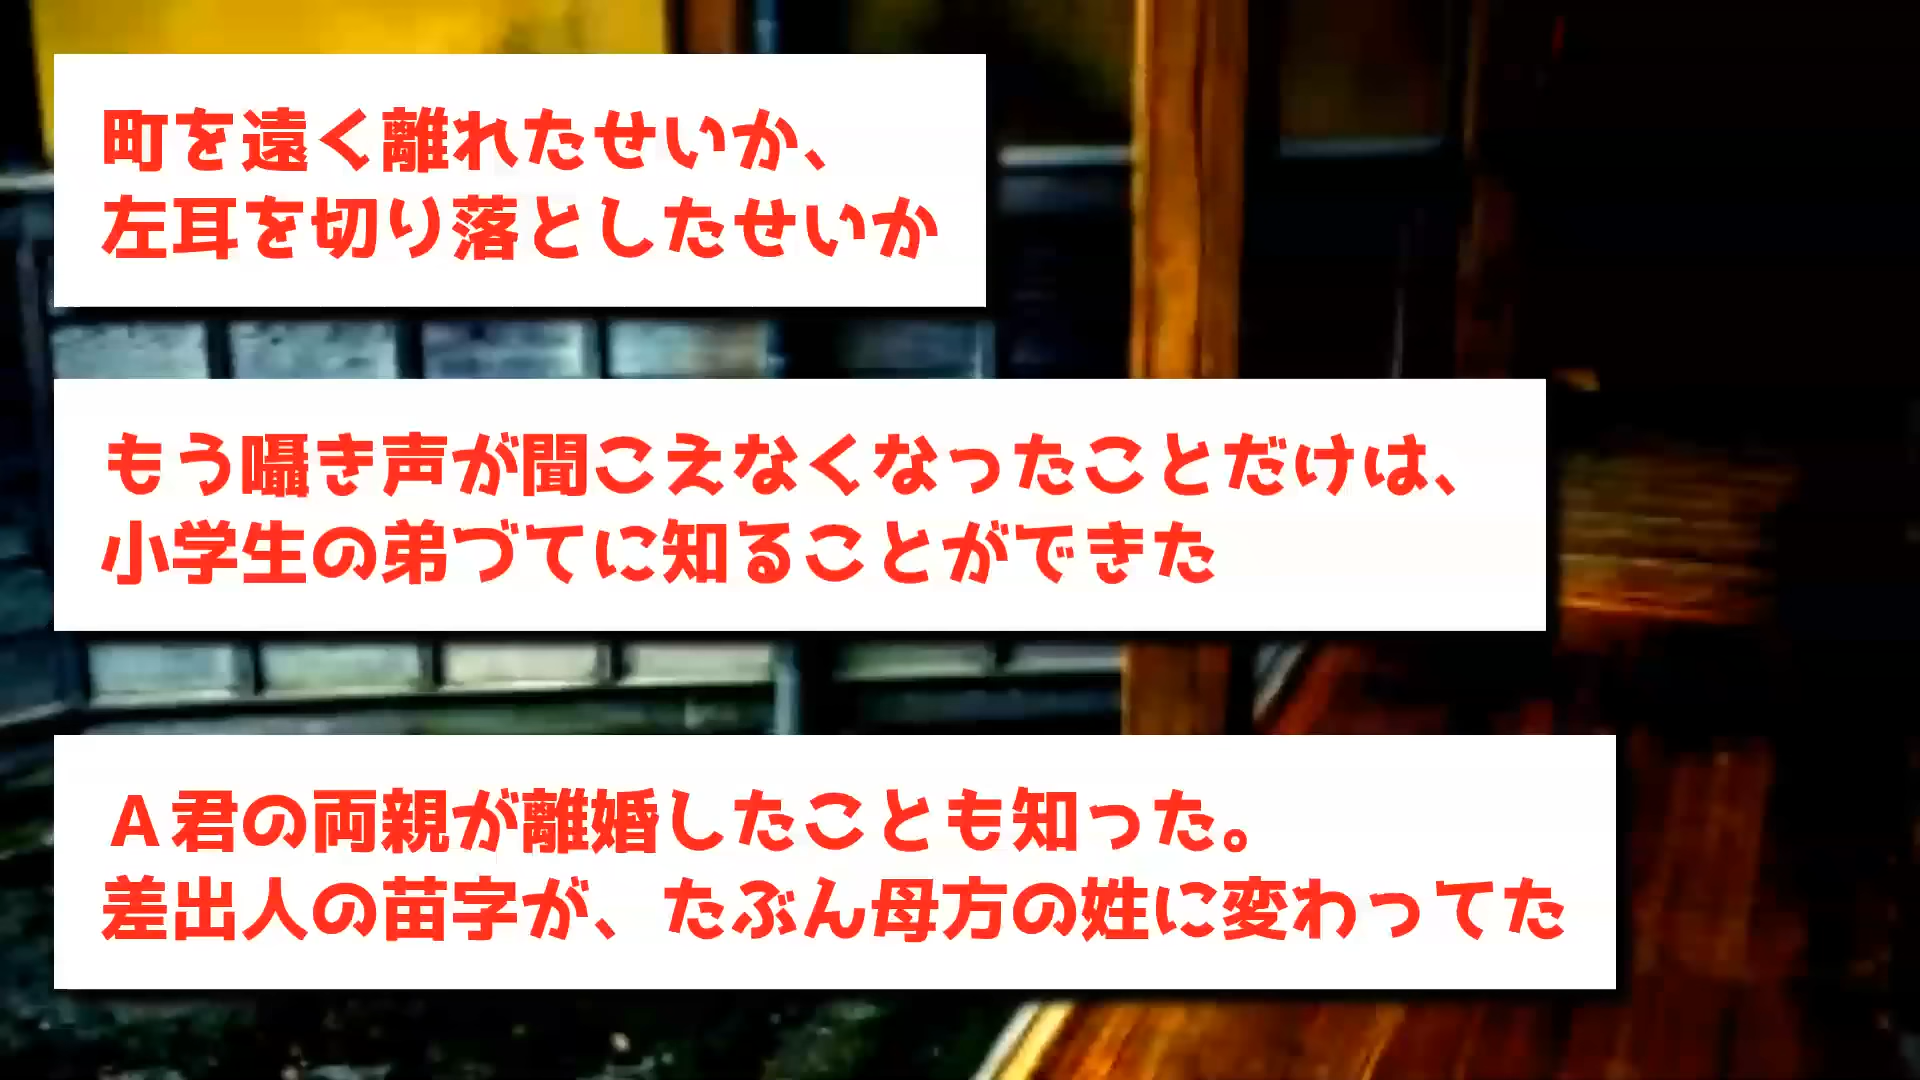 町を遠く離れたせいか、
左耳を切り落としたせいか
もう囁き声が聞こえなくなったことだけは、
小学生の弟づてに知ることができた
Ａ君の両親が離婚したことも知った。
差出人の苗字が、たぶん母方の姓に変わってた